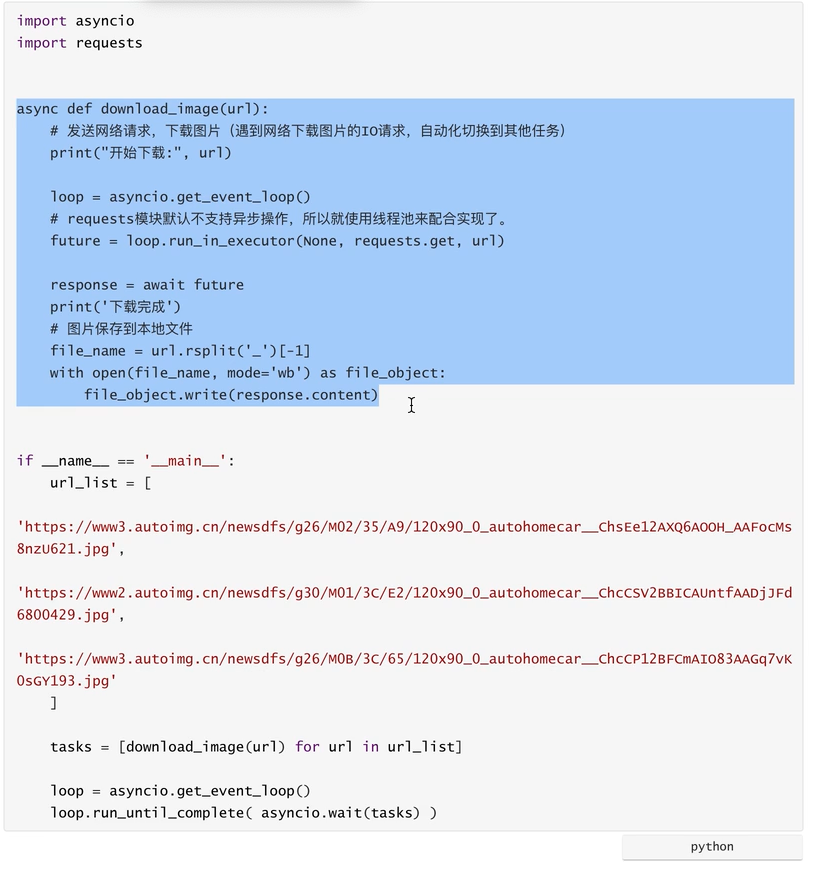 import asyncio
import requests
async def download_image(url):
    # 发送网络请求，下载图片（遇到网络下载图片的IO请求，自动化切换到其他任务）
    print("开始下载:", url)
    loop = asyncio.get_event_loop()
    # requests模块默认不支持异步操作，所以就使用线程池来配合实现了。
    future = loop.run_in_executor(None, requests.get, url)
    response = await future
    print('下载完成')
    # 图片保存到本地文件
    file_name = url.rsplit('_')[-1]
    with open(file_name, mode='wb') as file_object:
        file_object.write(response.content)
if __name__ == '__main__':
    url_list = [
'https://www3.autoimg.cn/newsdfs/g26/M02/35/A9/120x90_0_autohomecar__ChsEe12AXQ6AOOH_AAFocMs
8nzU621.jpg',
'https://www2.autoimg.cn/newsdfs/g30/M01/3C/E2/120x90_0_autohomecar__ChcCSV2BBICAUntfAADjJFd
6800429.jpg',
'https://www3.autoimg.cn/newsdfs/g26/M0B/3C/65/120x90_0_autohomecar__ChcCP12BFCmAIO83AAGq7vK
0sGY193.jpg'
    ]
    tasks = [download_image(url) for url in url_list]
    loop = asyncio.get_event_loop()
    loop.run_until_complete( asyncio.wait(tasks) )
python